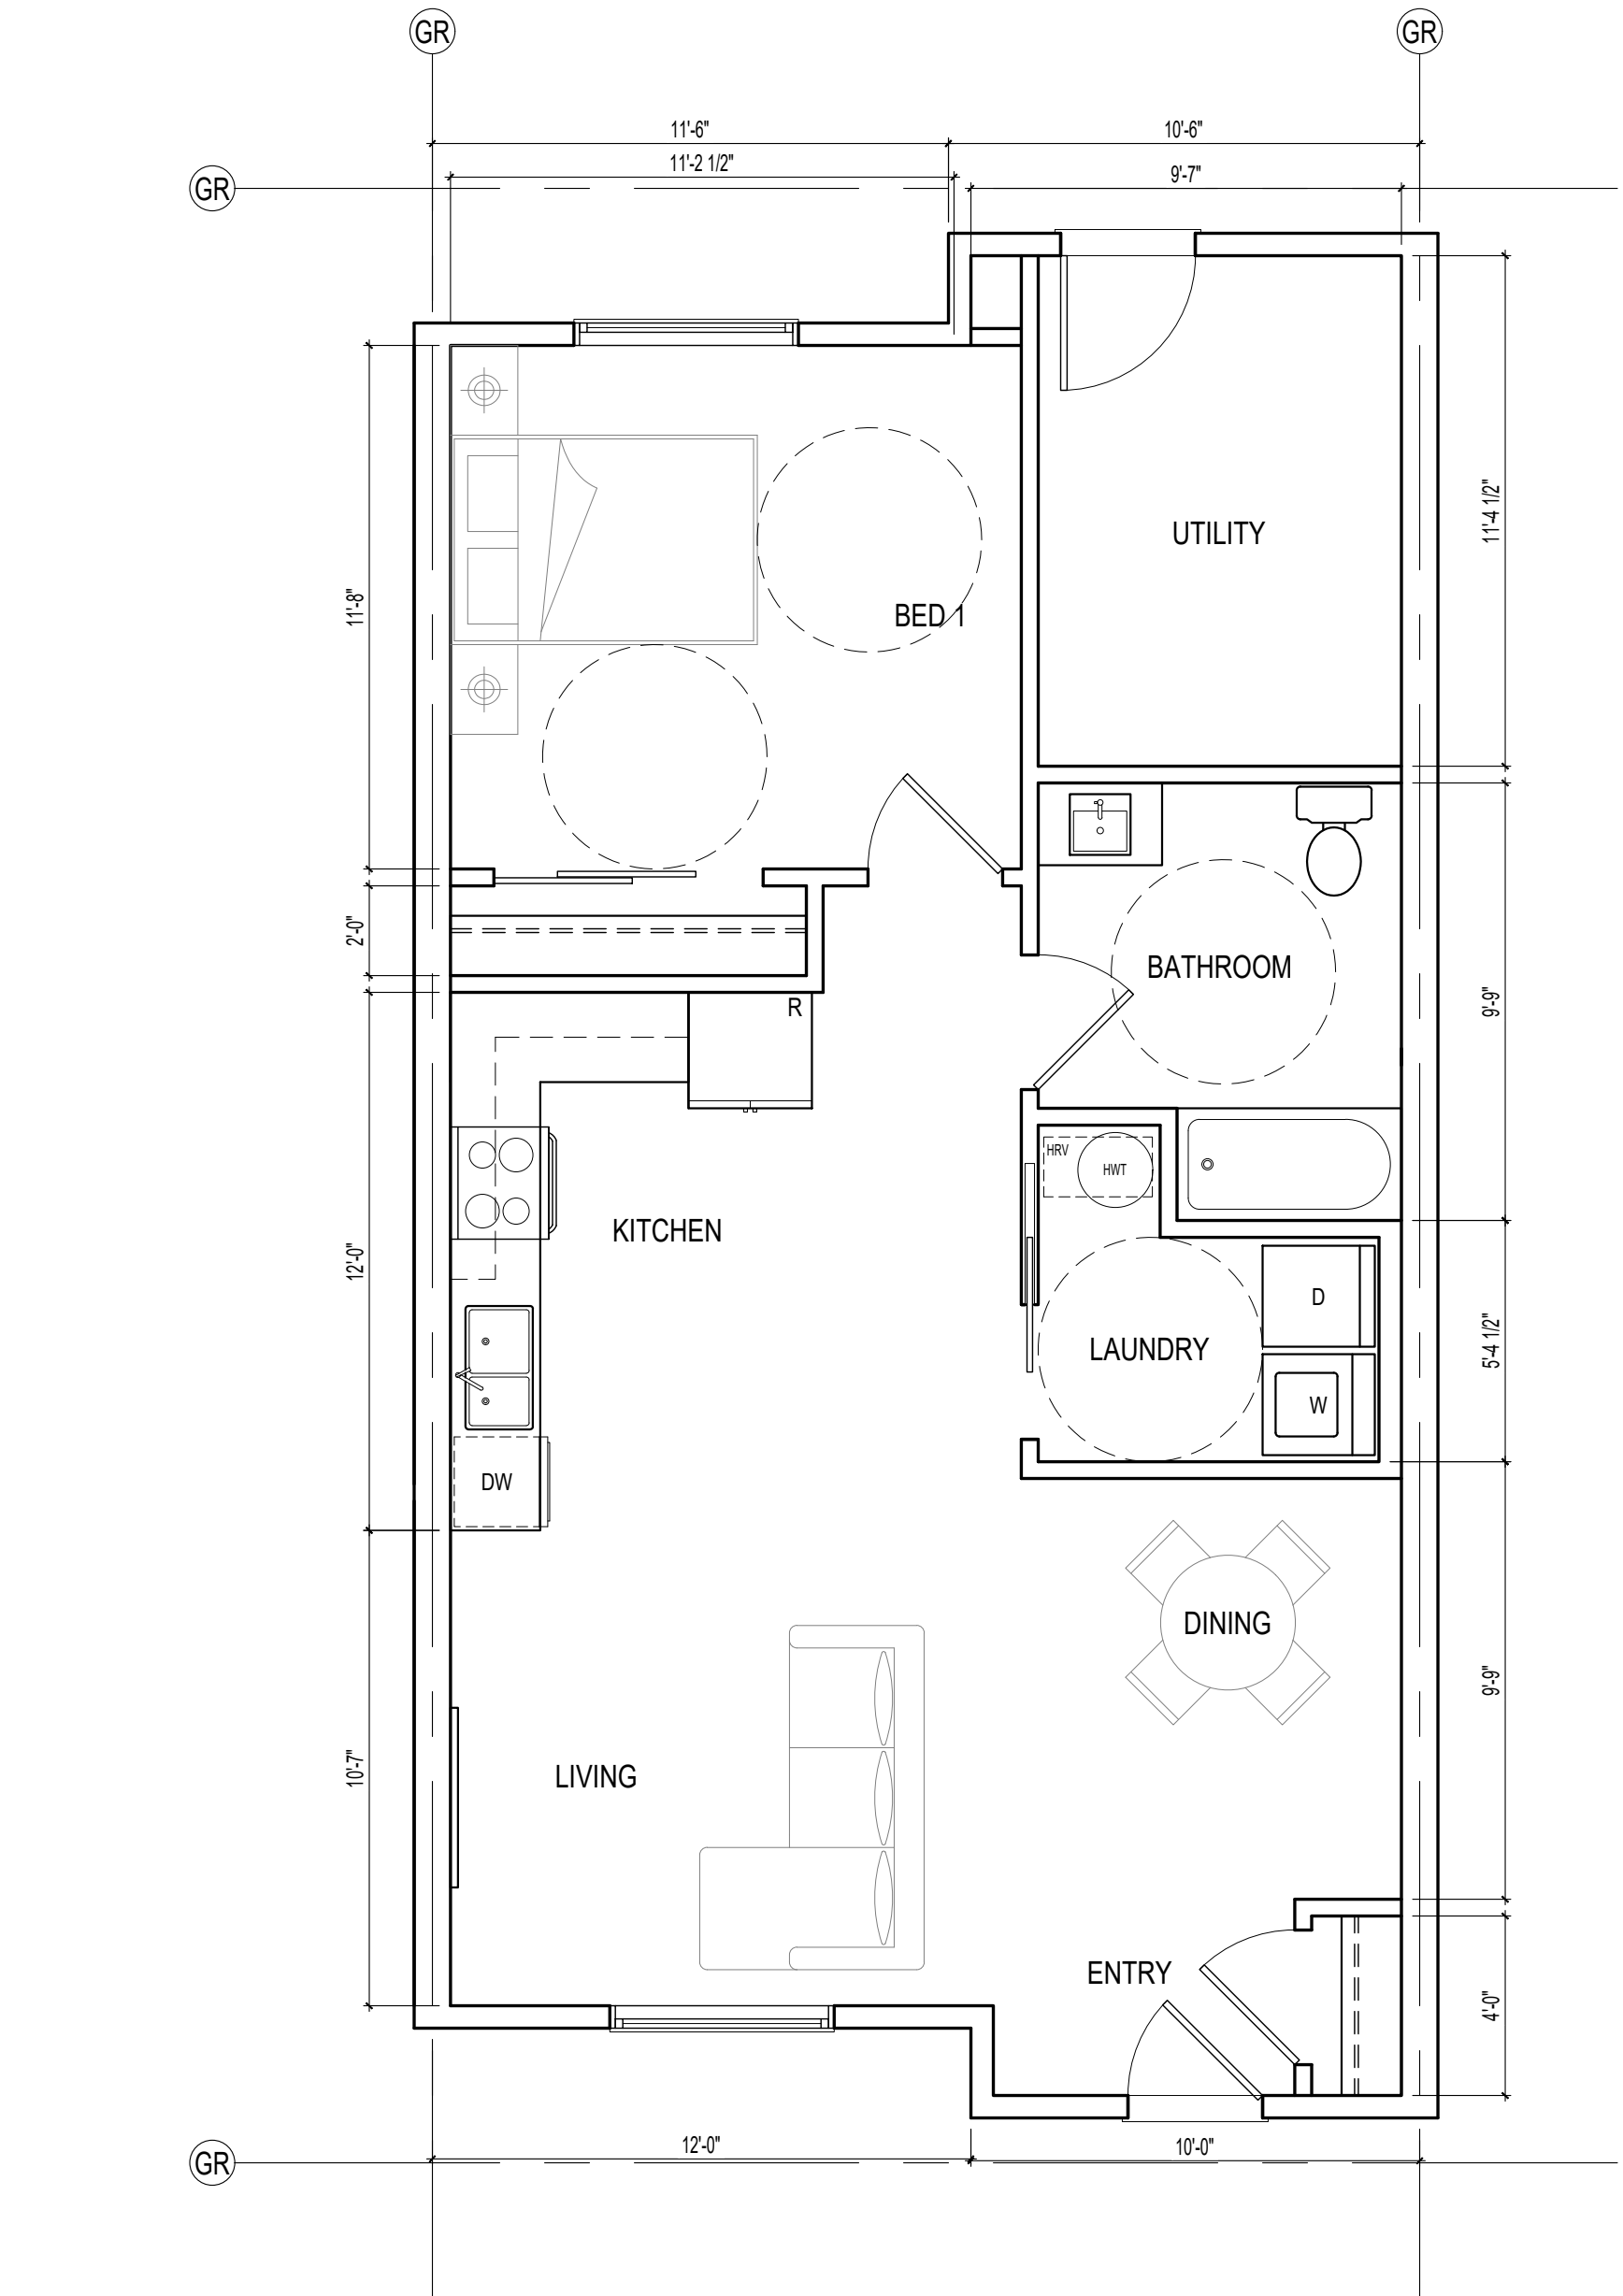 GR
GR
11'-6"
10'-6"
11'-2 1/2"
9'-7"
GR
11'-4 1/2"
UTILITY
11'-8"
BED 1
2'-0"
BATHROOM
9'-9"
R
HRV
HWT
KITCHEN
12'-0"
D
LAUNDRY
5'-4 1/2"
W
DW
DINING
9'-9"
LIVING
10'-7"
ENTRY
4'-0"
12'-0"
10'-0"
GR